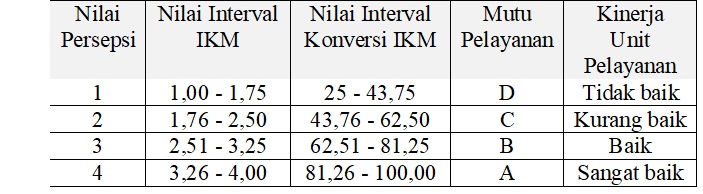 Nilai Persepsi | Nilai Interval IKM | Nilai Interval Konversi IKM | Mutu Pelayanan | Kinerja Unit Pelayanan
1 | 1,00 - 1,75 | 25 - 43,75 | D | Tidak baik
2 | 1,76 - 2,50 | 43,76 - 62,50 | C | Kurang baik
3 | 2,51 - 3,25 | 62,51 - 81,25 | B | Baik
4 | 3,26 - 4,00 | 81,26 - 100,00 | A | Sangat baik